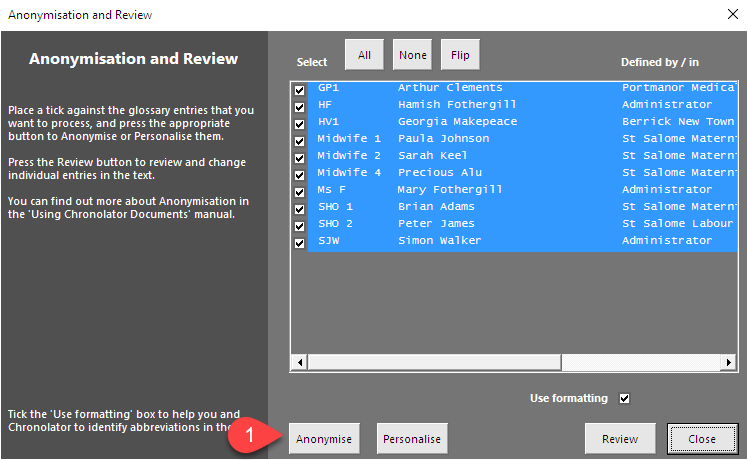 Anonymisation and Review
Anonymisation and Review
Place a tick against the glossary entries that you
want to process, and press the appropriate
button to Anonymise or Personalise them.
Press the Review button to review and change
individual entries in the text.
You can find out more about Anonymisation in
the 'Using Chronolator Documents' manual.
Tick the 'Use formatting' box to help you and
Chronolator to identify abbreviations in the
Select All None Flip Defined by / in
GP1 Arthur Clements Portmanor Medica
HF Hamish Fothergill Administrator
HV1 Georgia Makepeace Berrick New Town
Midwife 1 Paula Johnson St Salome Matern
Midwife 2 Sarah Keel St Salome Matern
Midwife 4 Precious Alu St Salome Matern
Ms F Mary Fothergill Administrator
SHO 1 Brian Adams St Salome Matern
SHO 2 Peter James St Salome Labour
SJW Simon Walker Administrator
Use formatting
1 Anonymise Personalise Review Close